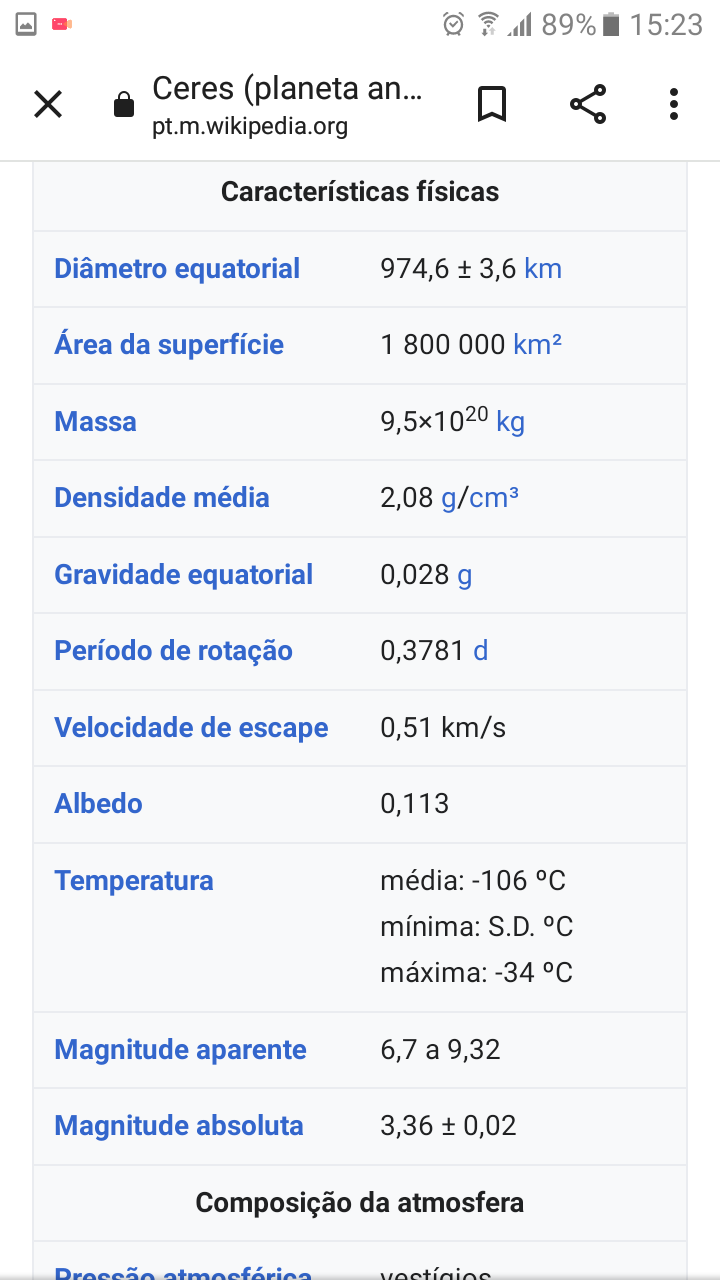 89% 15:23
Ceres (planeta an...
pt.m.wikipedia.org
Características físicas
Diâmetro equatorial 974,6 ± 3,6 km
Área da superfície 1 800 000 km²
Massa 9,5×10²⁰ kg
Densidade média 2,08 g/cm³
Gravidade equatorial 0,028 g
Período de rotação 0,3781 d
Velocidade de escape 0,51 km/s
Albedo 0,113
Temperatura média: -106 ºC
mínima: S.D. ºC
máxima: -34 ºC
Magnitude aparente 6,7 a 9,32
Magnitude absoluta 3,36 ± 0,02
Composição da atmosfera
Pressão atmosférica vestígios